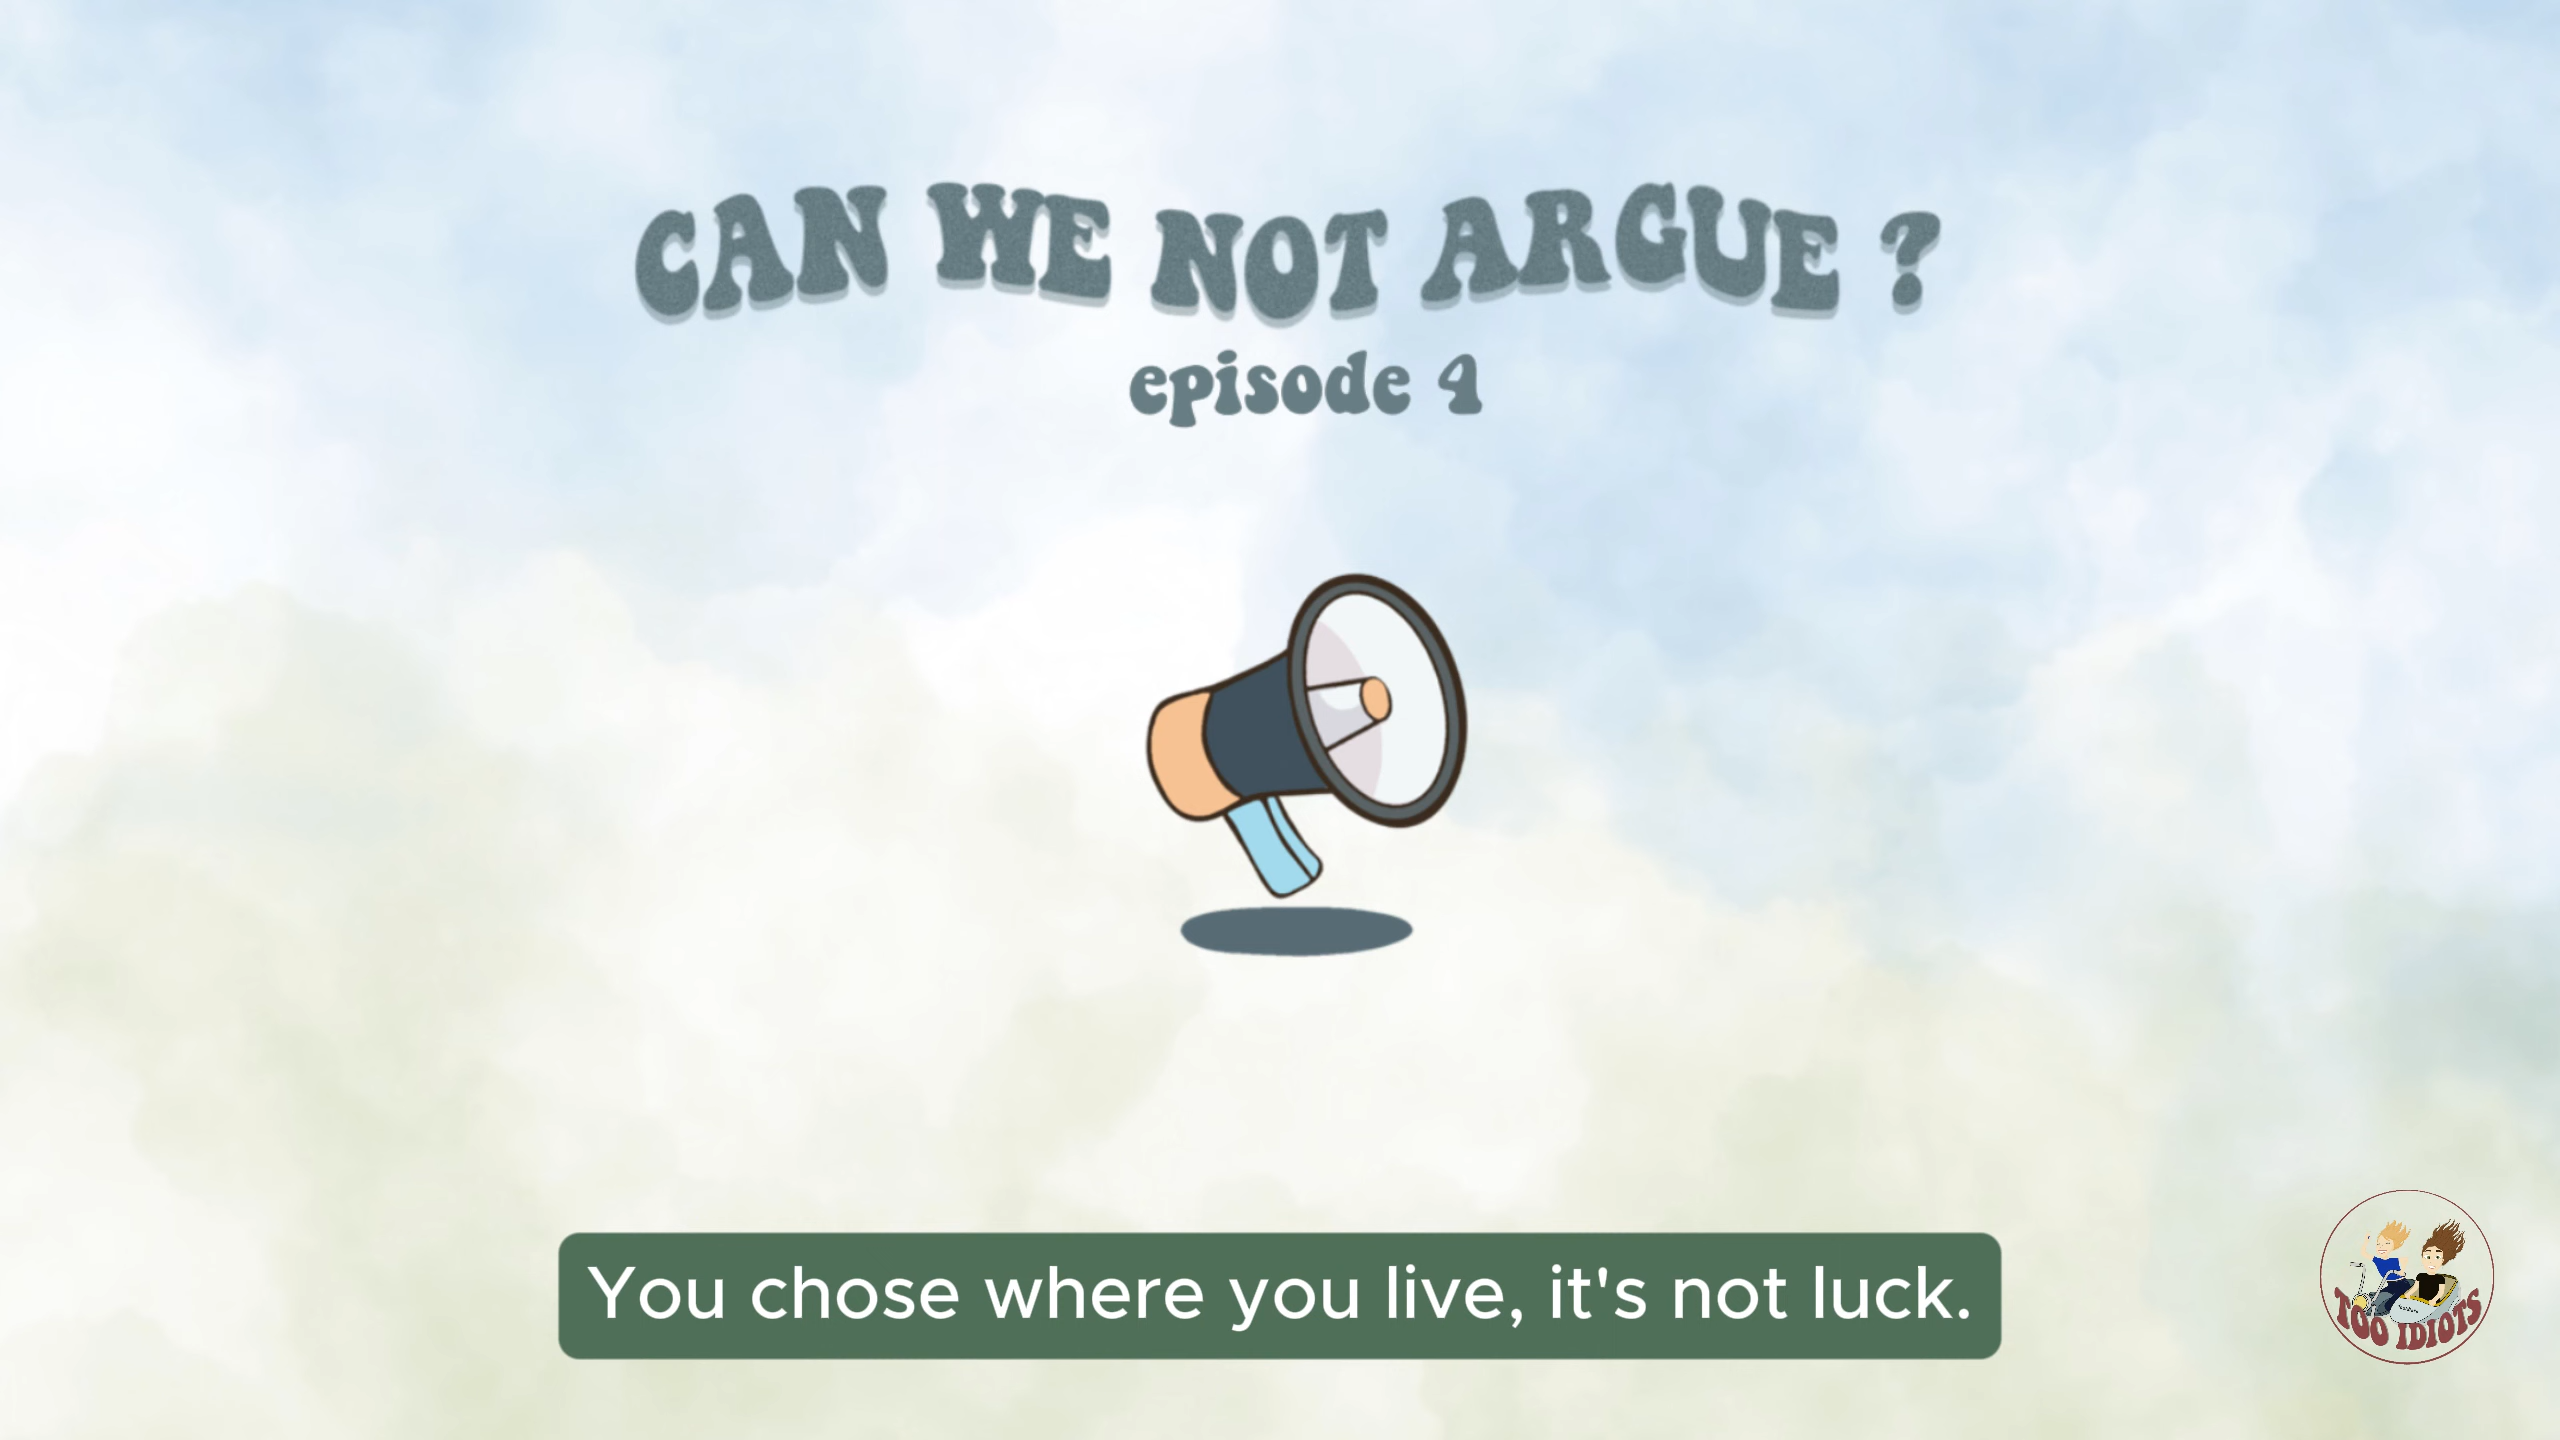 CAN WE NOT ARGUE ?
episode 4
You chose where you live, it's not luck.
TOO IDIOTS